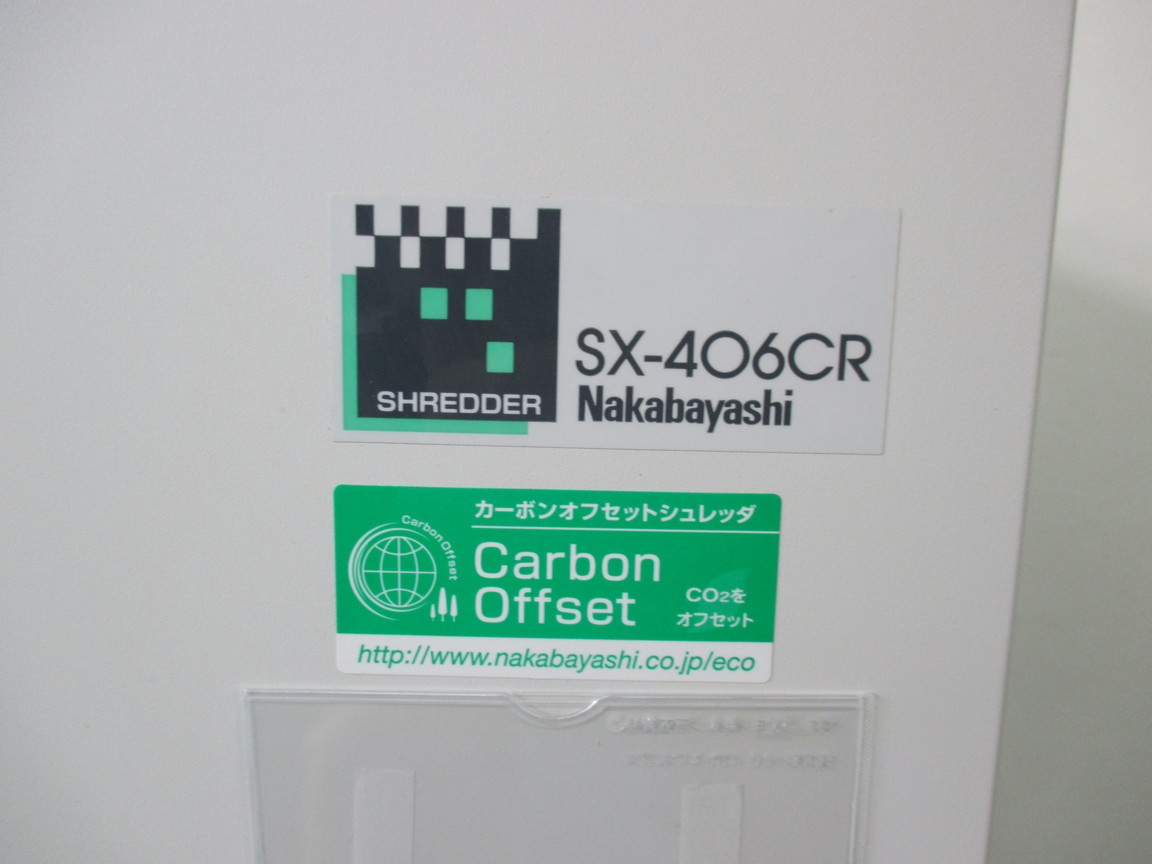 SHREDDER
SX-406CR
Nakabayashi
カーボンオフセットシュレッダ
Carbon Offset
Carbon
Offset
CO2を
オフセット
http://www.nakabayashi.co.jp/eco